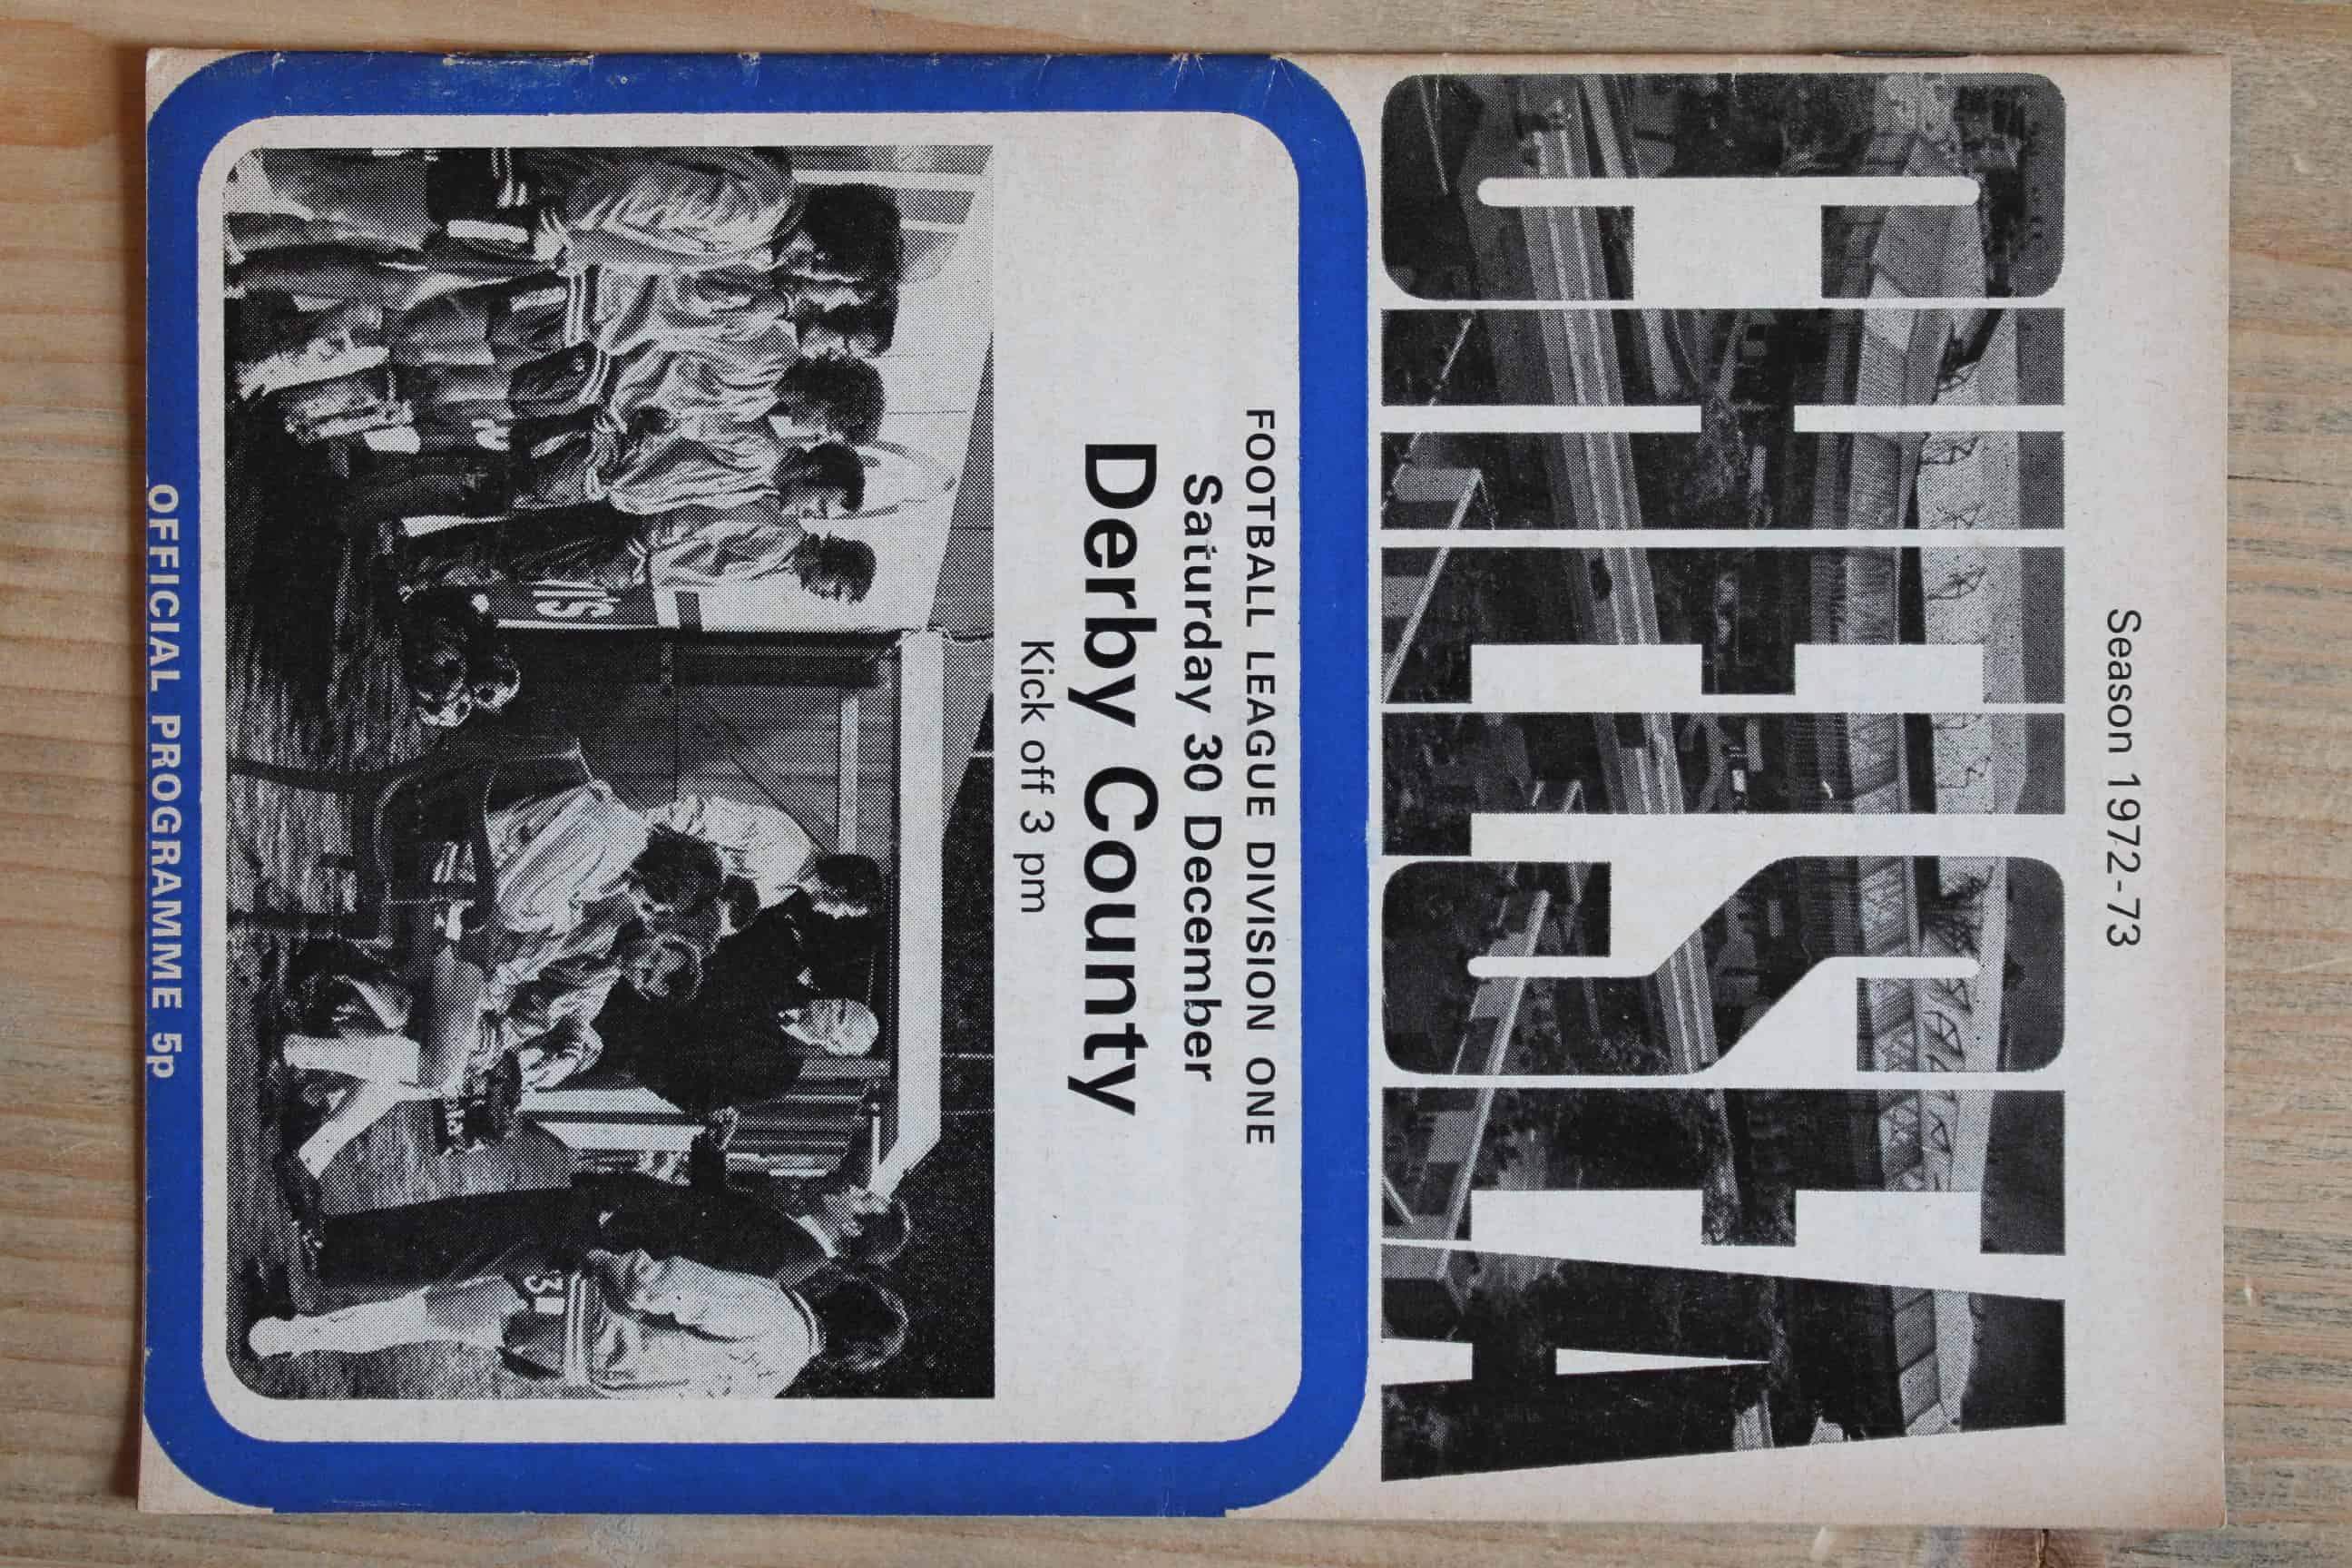 Season 1972-73
CHELSEA
FOOTBALL LEAGUE DIVISION ONE
Saturday 30 December
Derby County
Kick off 3 pm
31
OFFICIAL PROGRAMME 5p